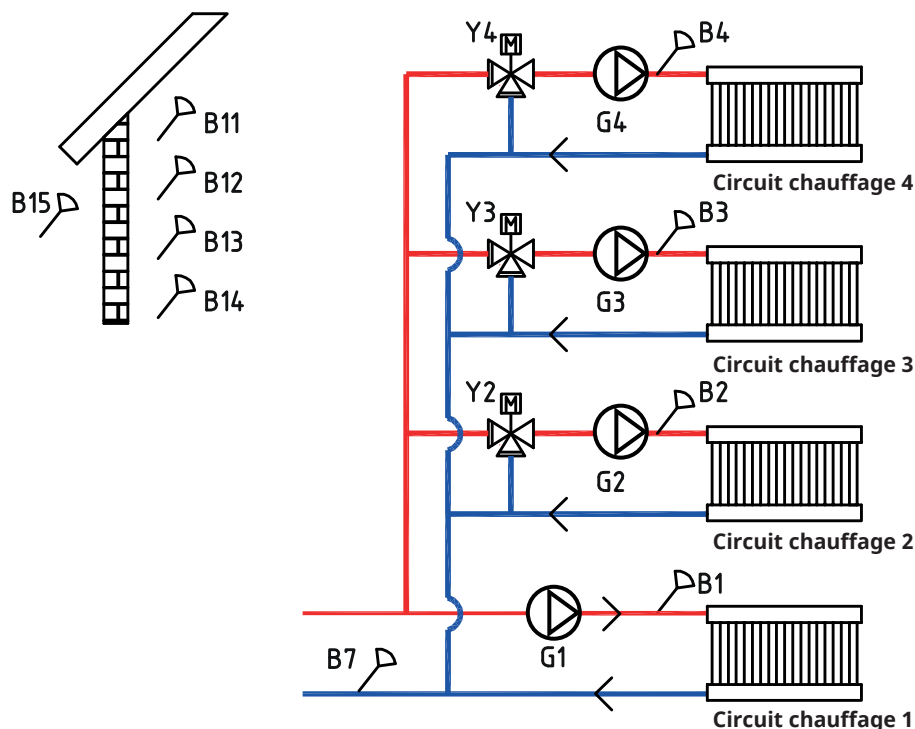 Y4
M
B4
G4
Circuit chauffage 4
B11
B12
B13
B14
B15
Y3
M
B3
G3
Circuit chauffage 3
Y2
M
B2
G2
Circuit chauffage 2
B1
G1
B7
Circuit chauffage 1